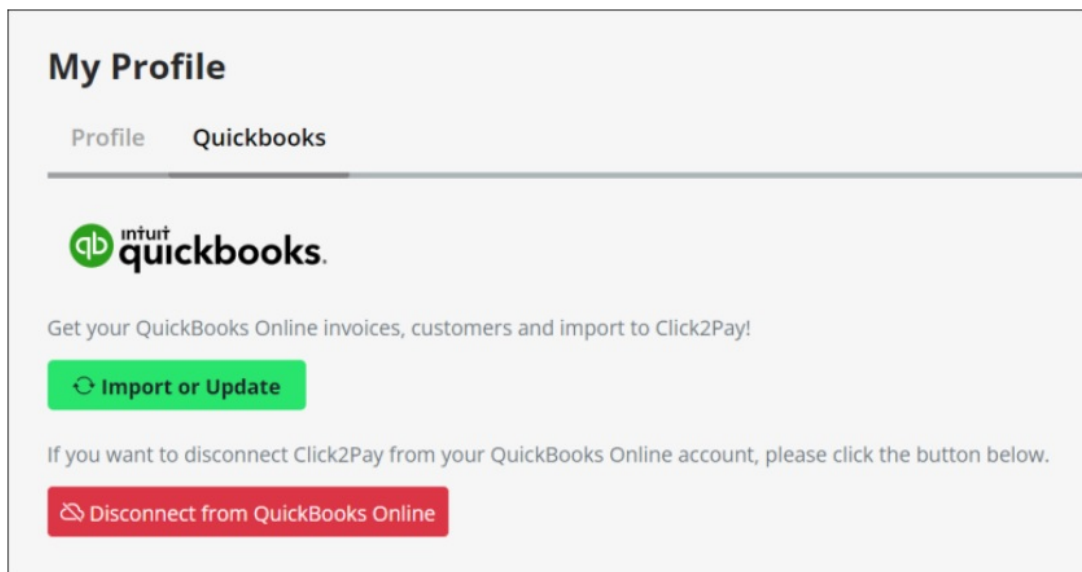 My Profile
Profile Quickbooks
qb intuit quickbooks.
Get your QuickBooks Online invoices, customers and import to Click2Pay!
Import or Update
If you want to disconnect Click2Pay from your QuickBooks Online account, please click the button below.
Disconnect from QuickBooks Online